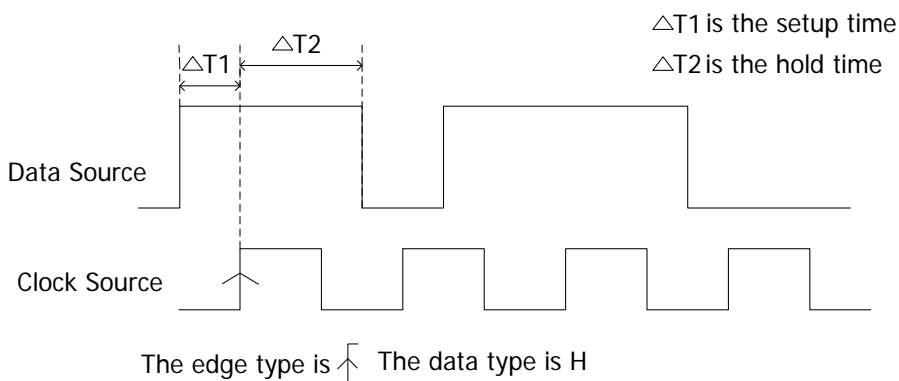 △T1 is the setup time
△T2 is the hold time
△T2
△T1
Data Source
Clock Source
The edge type is The data type is H